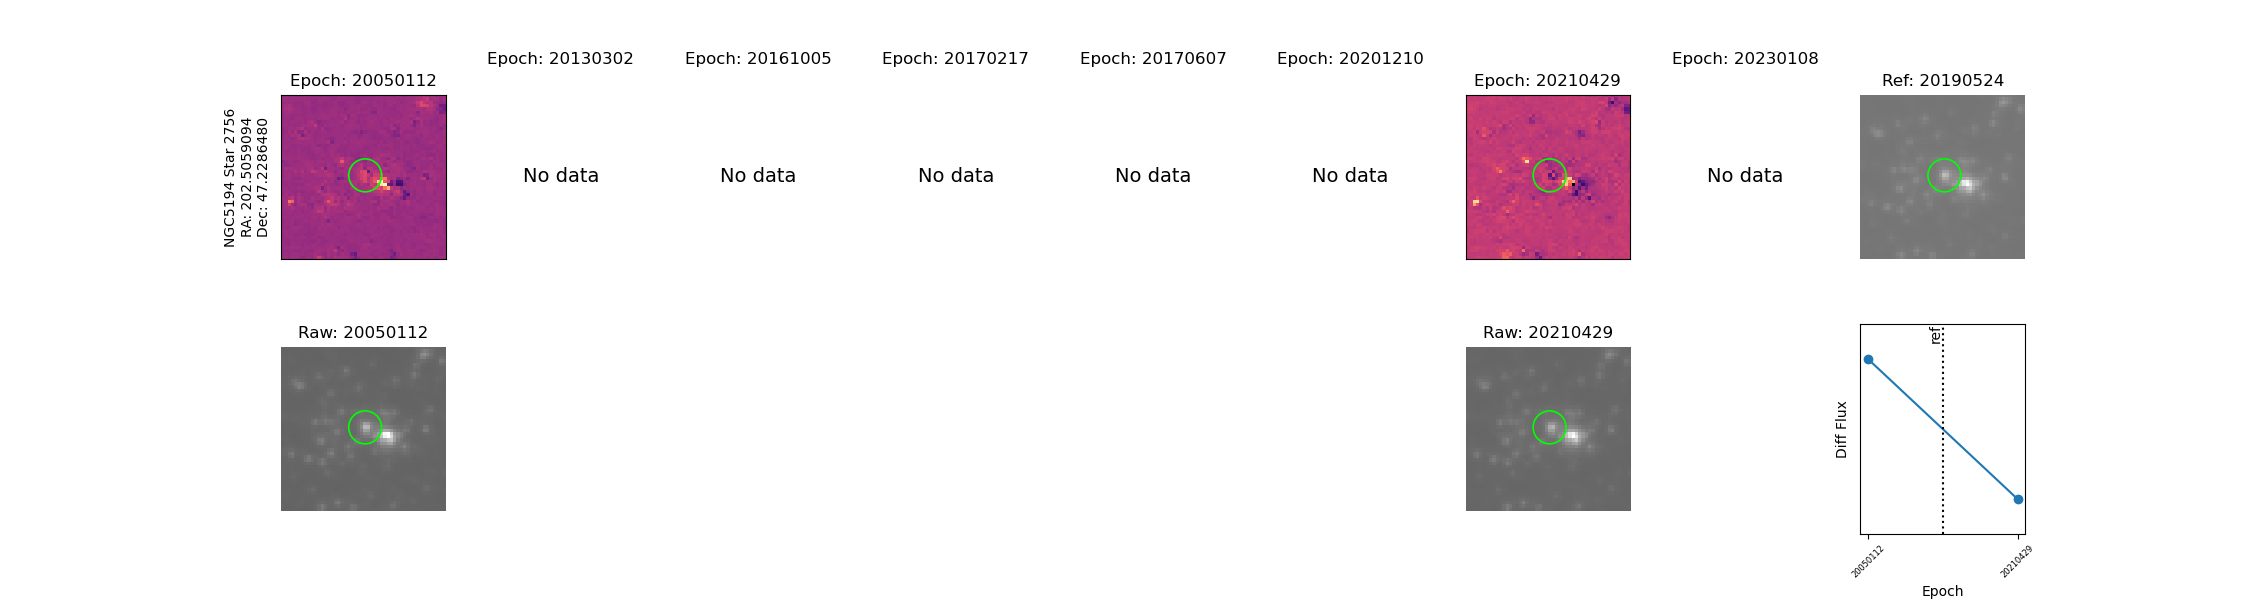 Epoch: 20050112
Epoch: 20130302
Epoch: 20161005
Epoch: 20170217
Epoch: 20170607
Epoch: 20201210
Epoch: 20210429
Epoch: 20230108
Ref: 20190524
NGC5194 Star 2756
RA: 202.5059094
Dec: 47.2286480
No data
No data
No data
No data
No data
No data
Raw: 20050112
Raw: 20210429
ref
Diff Flux
20050112
20210429
Epoch